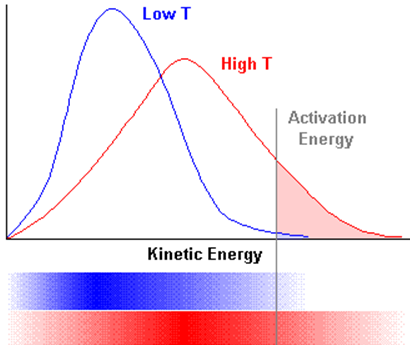 Low T
High T
Activation
Energy
Kinetic Energy